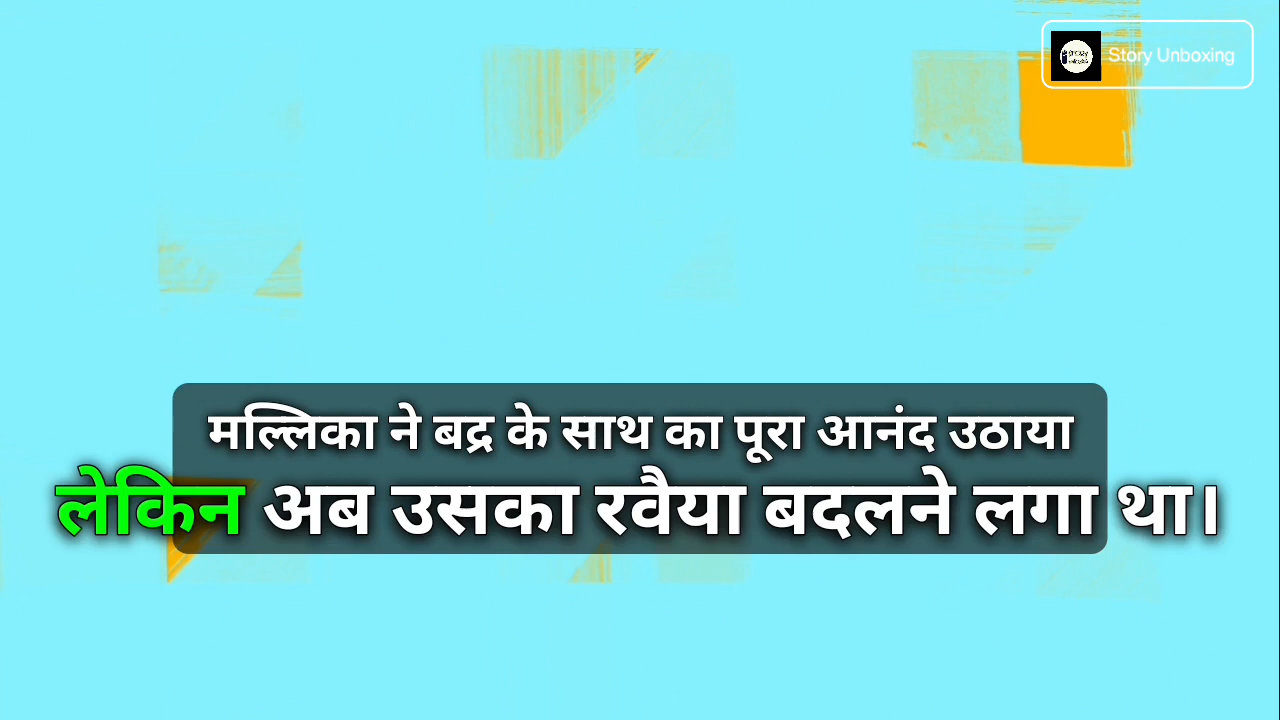 Story Unboxing
मल्लिका ने बद्र के साथ का पूरा आनंद उठाया
लेकिन अब उसका रवैया बदलने लगा था।